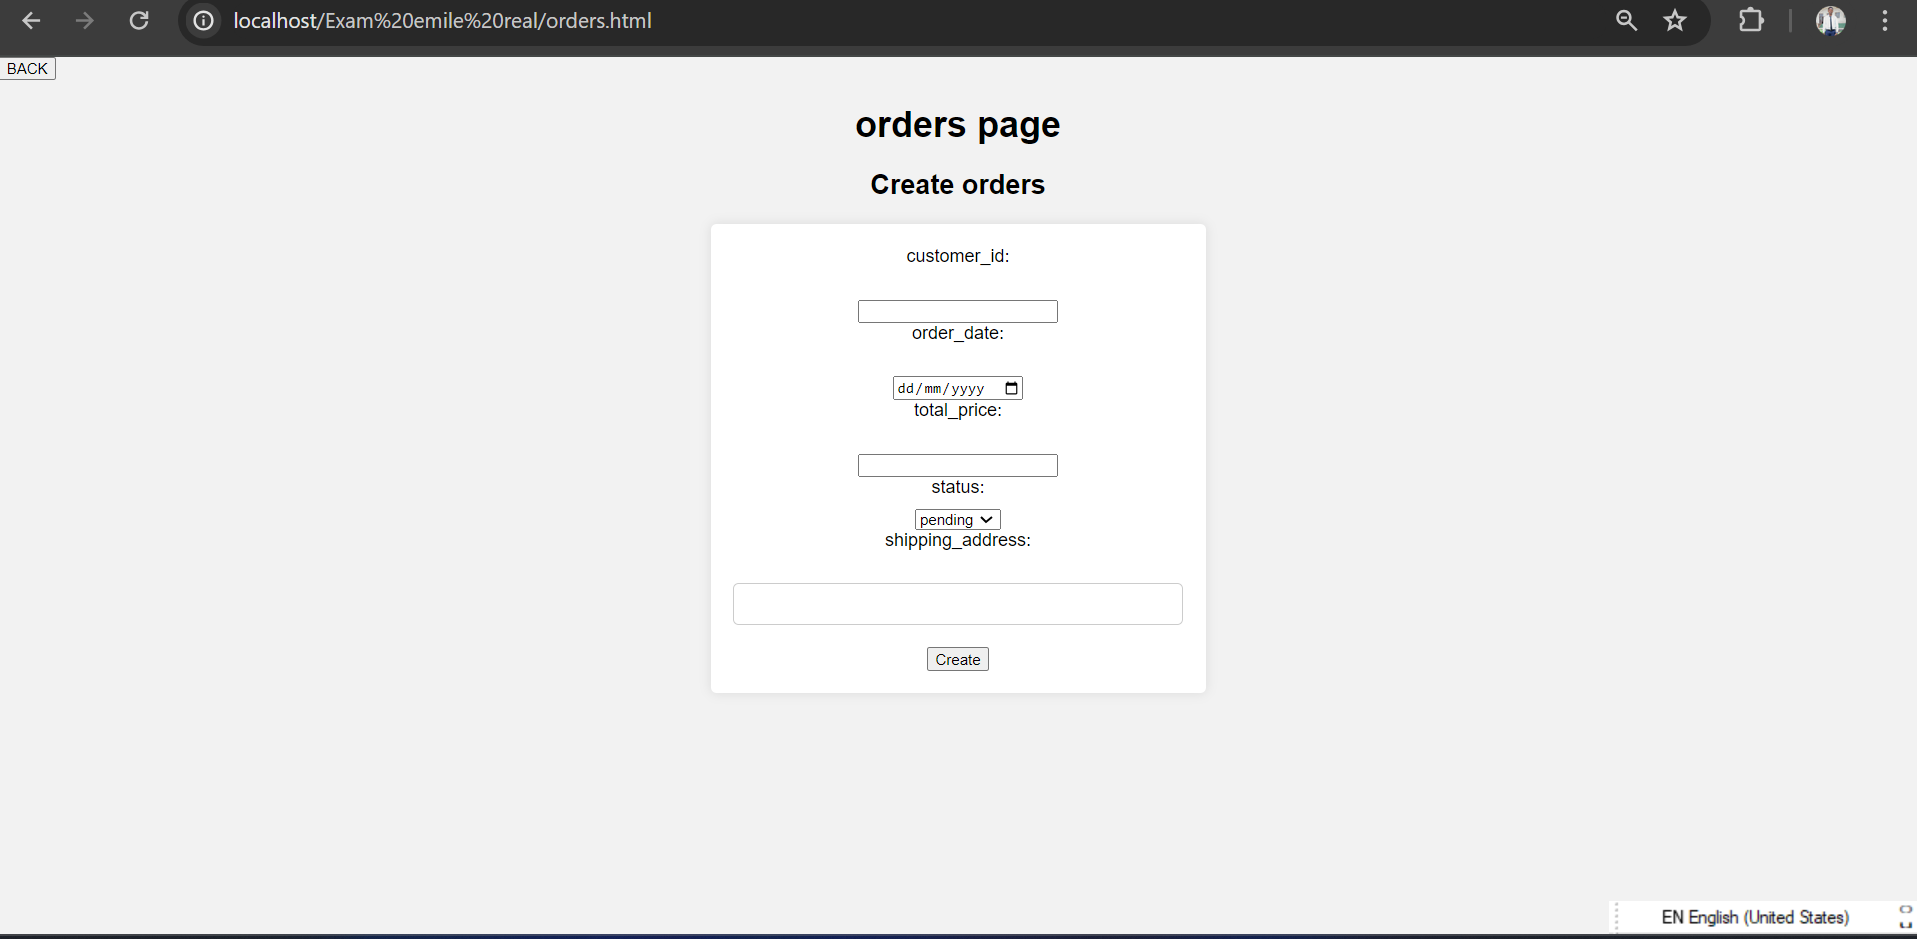 localhost/Exam%20emile%20real/orders.html
BACK
orders page
Create orders
customer_id:
order_date:
dd/mm/yyyy
total_price:
status:
pending
shipping_address:
Create
EN English (United States)